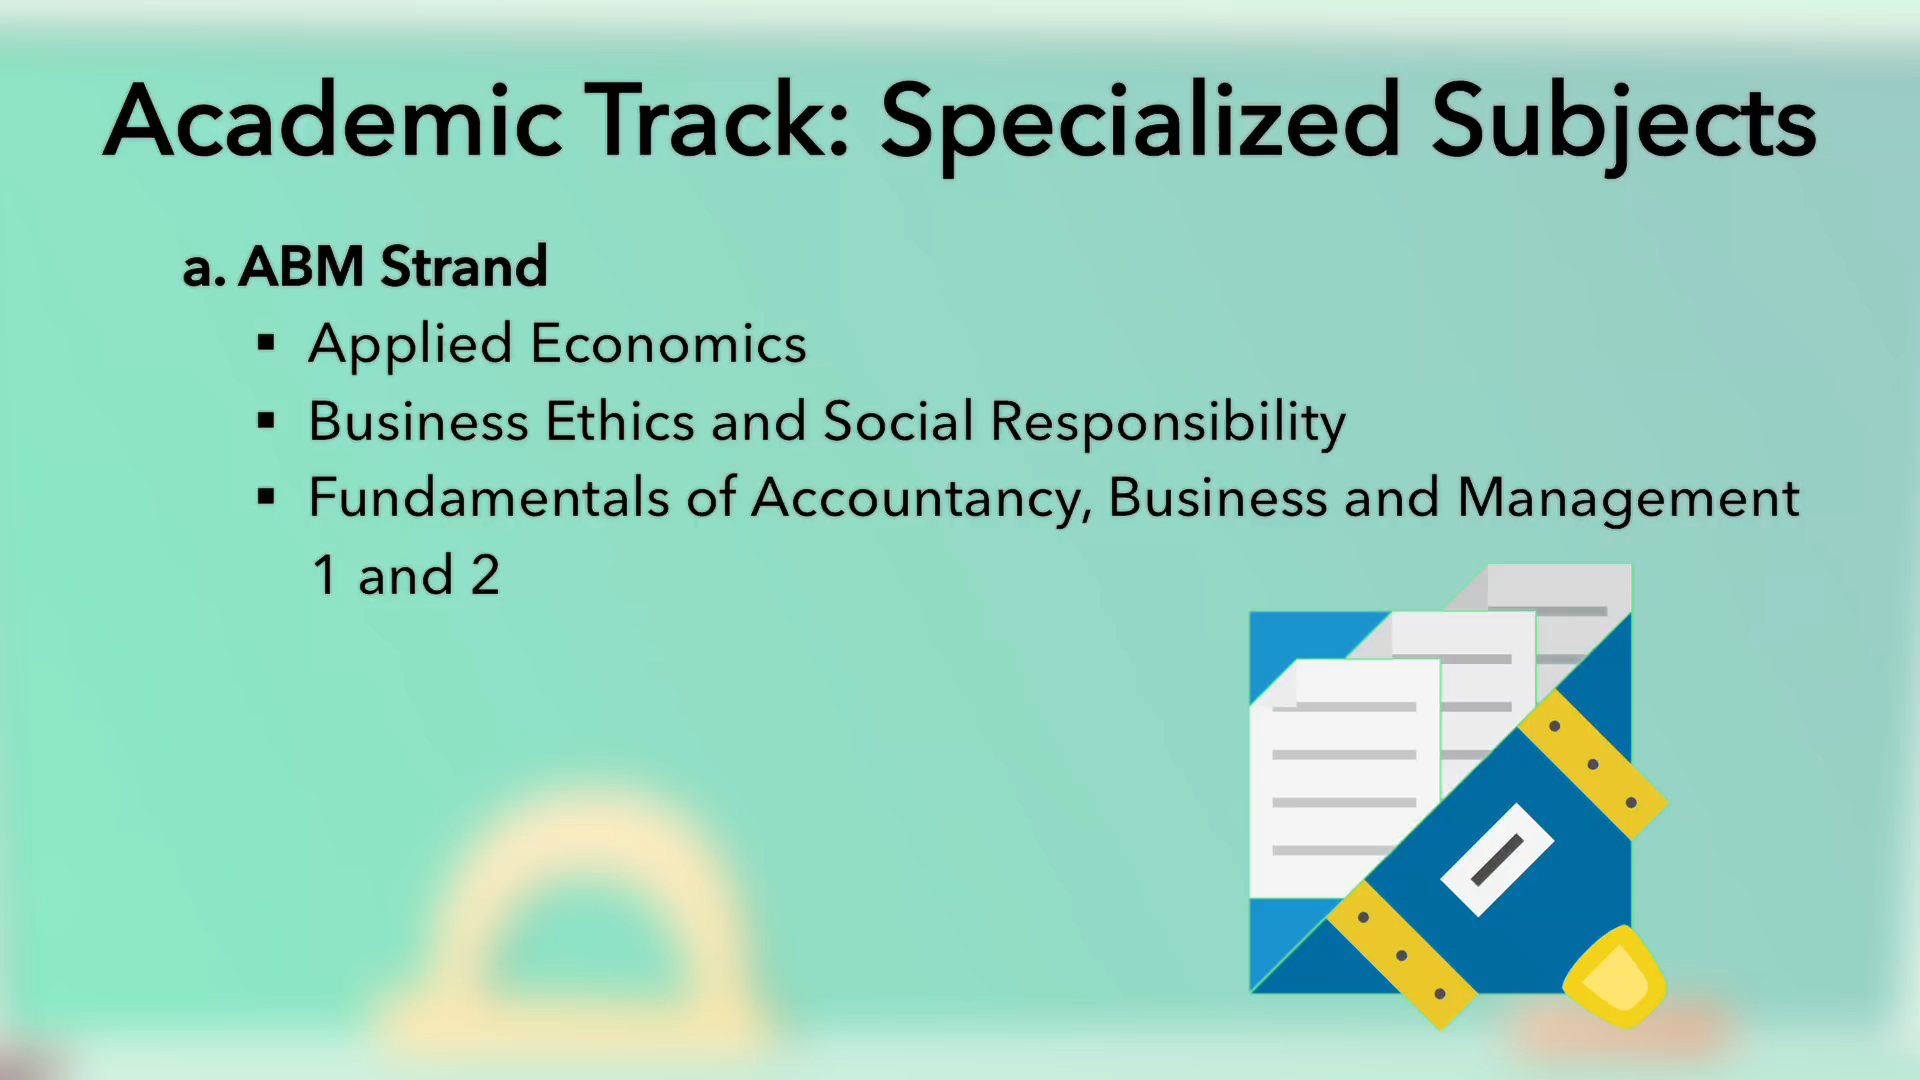 Academic Track: Specialized Subjects
a. ABM Strand
▪ Applied Economics
▪ Business Ethics and Social Responsibility
▪ Fundamentals of Accountancy, Business and Management
1 and 2